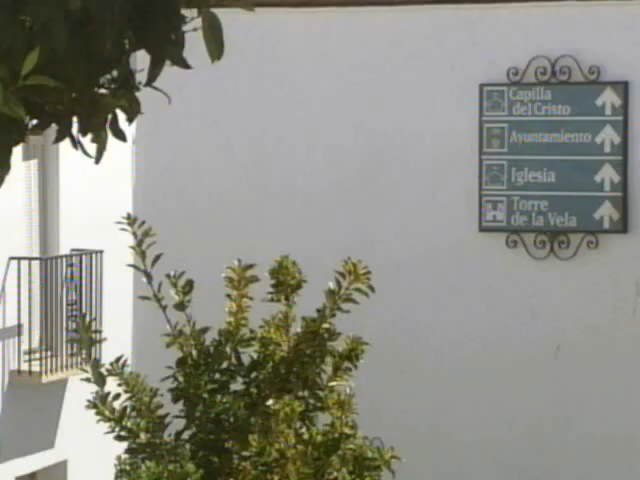 Capilla
del Cristo
Ayuntamiento
Iglesia
Torre
de la Vela